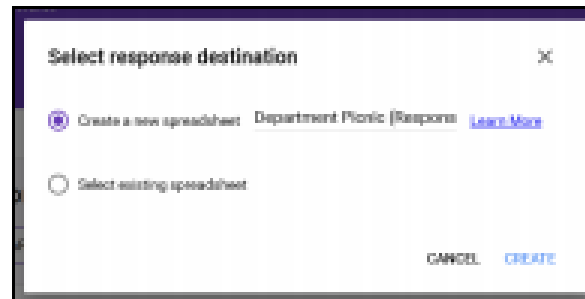 Select response destination ×
Create a new spreadsheet Department Picnic (Respons Learn More
Select existing spreadsheet
CANCEL CREATE